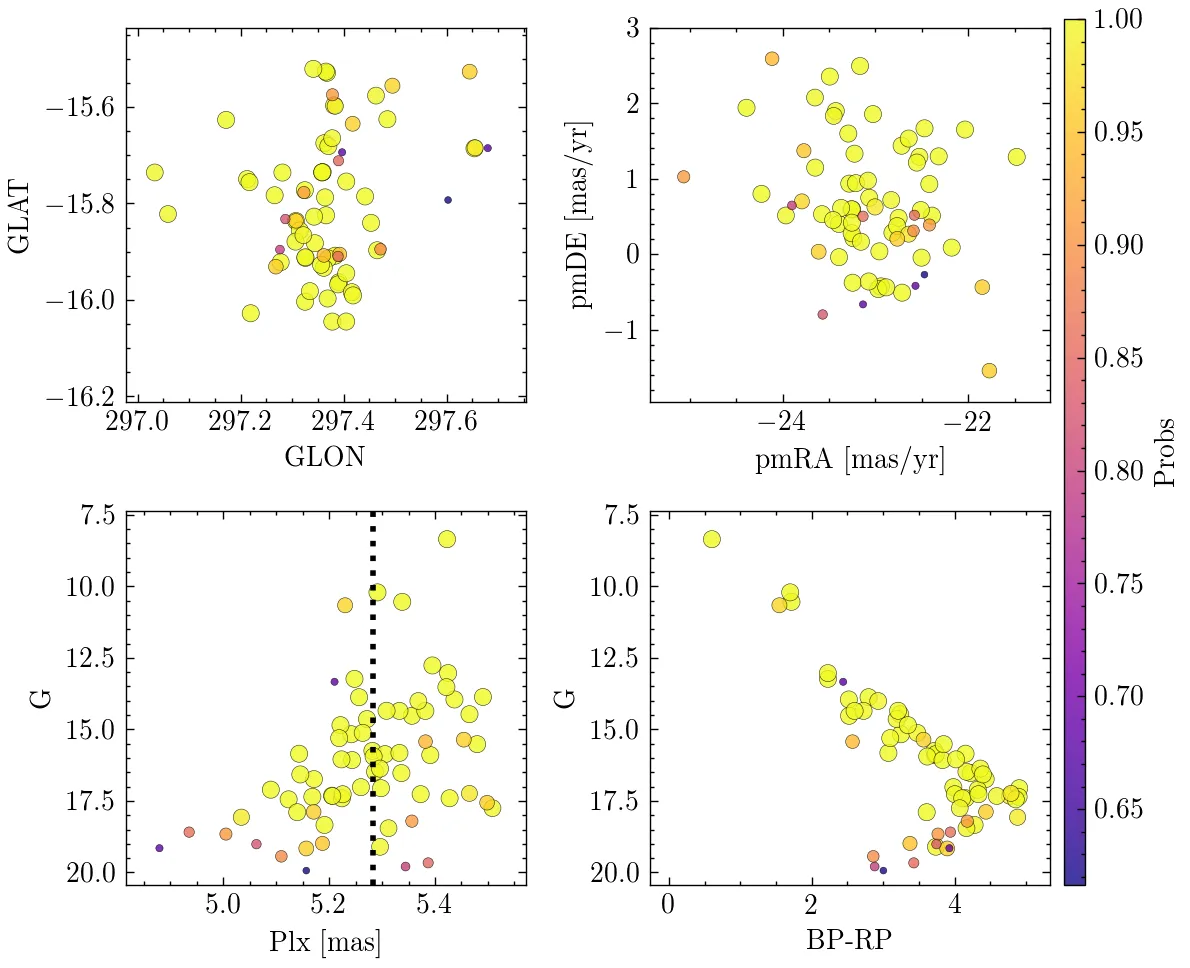 −15.6
−15.8
−16.0
−16.2
GLAT
297.0 297.2 297.4 297.6
GLON
3
2
1
0
−1
pmDE [mas/yr]
−24 −22
pmRA [mas/yr]
7.5
10.0
12.5
15.0
17.5
20.0
G
5.0 5.2 5.4
Plx [mas]
7.5
10.0
12.5
15.0
17.5
20.0
G
0 2 4
BP-RP
1.00
0.95
0.90
0.85
0.80
0.75
0.70
0.65
Probs